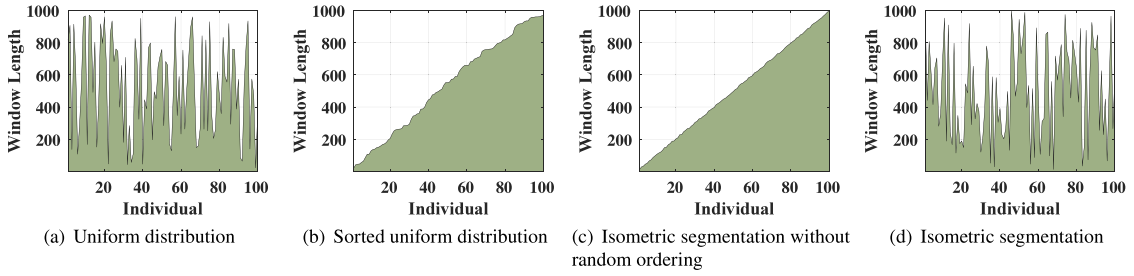 1000
800
600
400
200
Window Length
20 40 60 80 100
Individual
(a) Uniform distribution
1000
800
600
400
200
Window Length
20 40 60 80 100
Individual
(b) Sorted uniform distribution
1000
800
600
400
200
Window Length
20 40 60 80 100
Individual
(c) Isometric segmentation without
random ordering
1000
800
600
400
200
Window Length
20 40 60 80 100
Individual
(d) Isometric segmentation